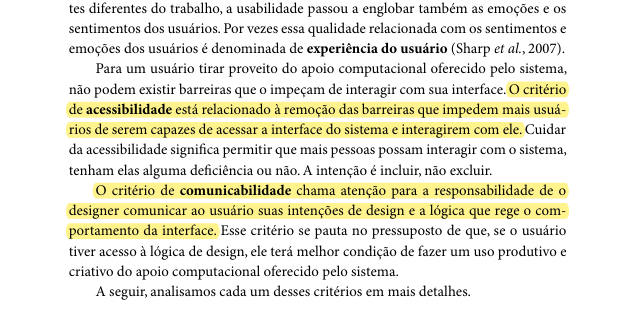 tes diferentes do trabalho, a usabilidade passou a englobar também as emoções e os
sentimentos dos usuários. Por vezes essa qualidade relacionada com os sentimentos e
emoções dos usuários é denominada de experiência do usuário (Sharp et al., 2007).
Para um usuário tirar proveito do apoio computacional oferecido pelo sistema,
não podem existir barreiras que o impeçam de interagir com sua interface. O critério
de acessibilidade está relacionado à remoção das barreiras que impedem mais usuá-
rios de serem capazes de acessar a interface do sistema e interagirem com ele. Cuidar
da acessibilidade significa permitir que mais pessoas possam interagir com o sistema,
tenham elas alguma deficiência ou não. A intenção é incluir, não excluir.
O critério de comunicabilidade chama atenção para a responsabilidade de o
designer comunicar ao usuário suas intenções de design e a lógica que rege o com-
portamento da interface. Esse critério se pauta no pressuposto de que, se o usuário
tiver acesso à lógica de design, ele terá melhor condição de fazer um uso produtivo e
criativo do apoio computacional oferecido pelo sistema.
A seguir, analisamos cada um desses critérios em mais detalhes.